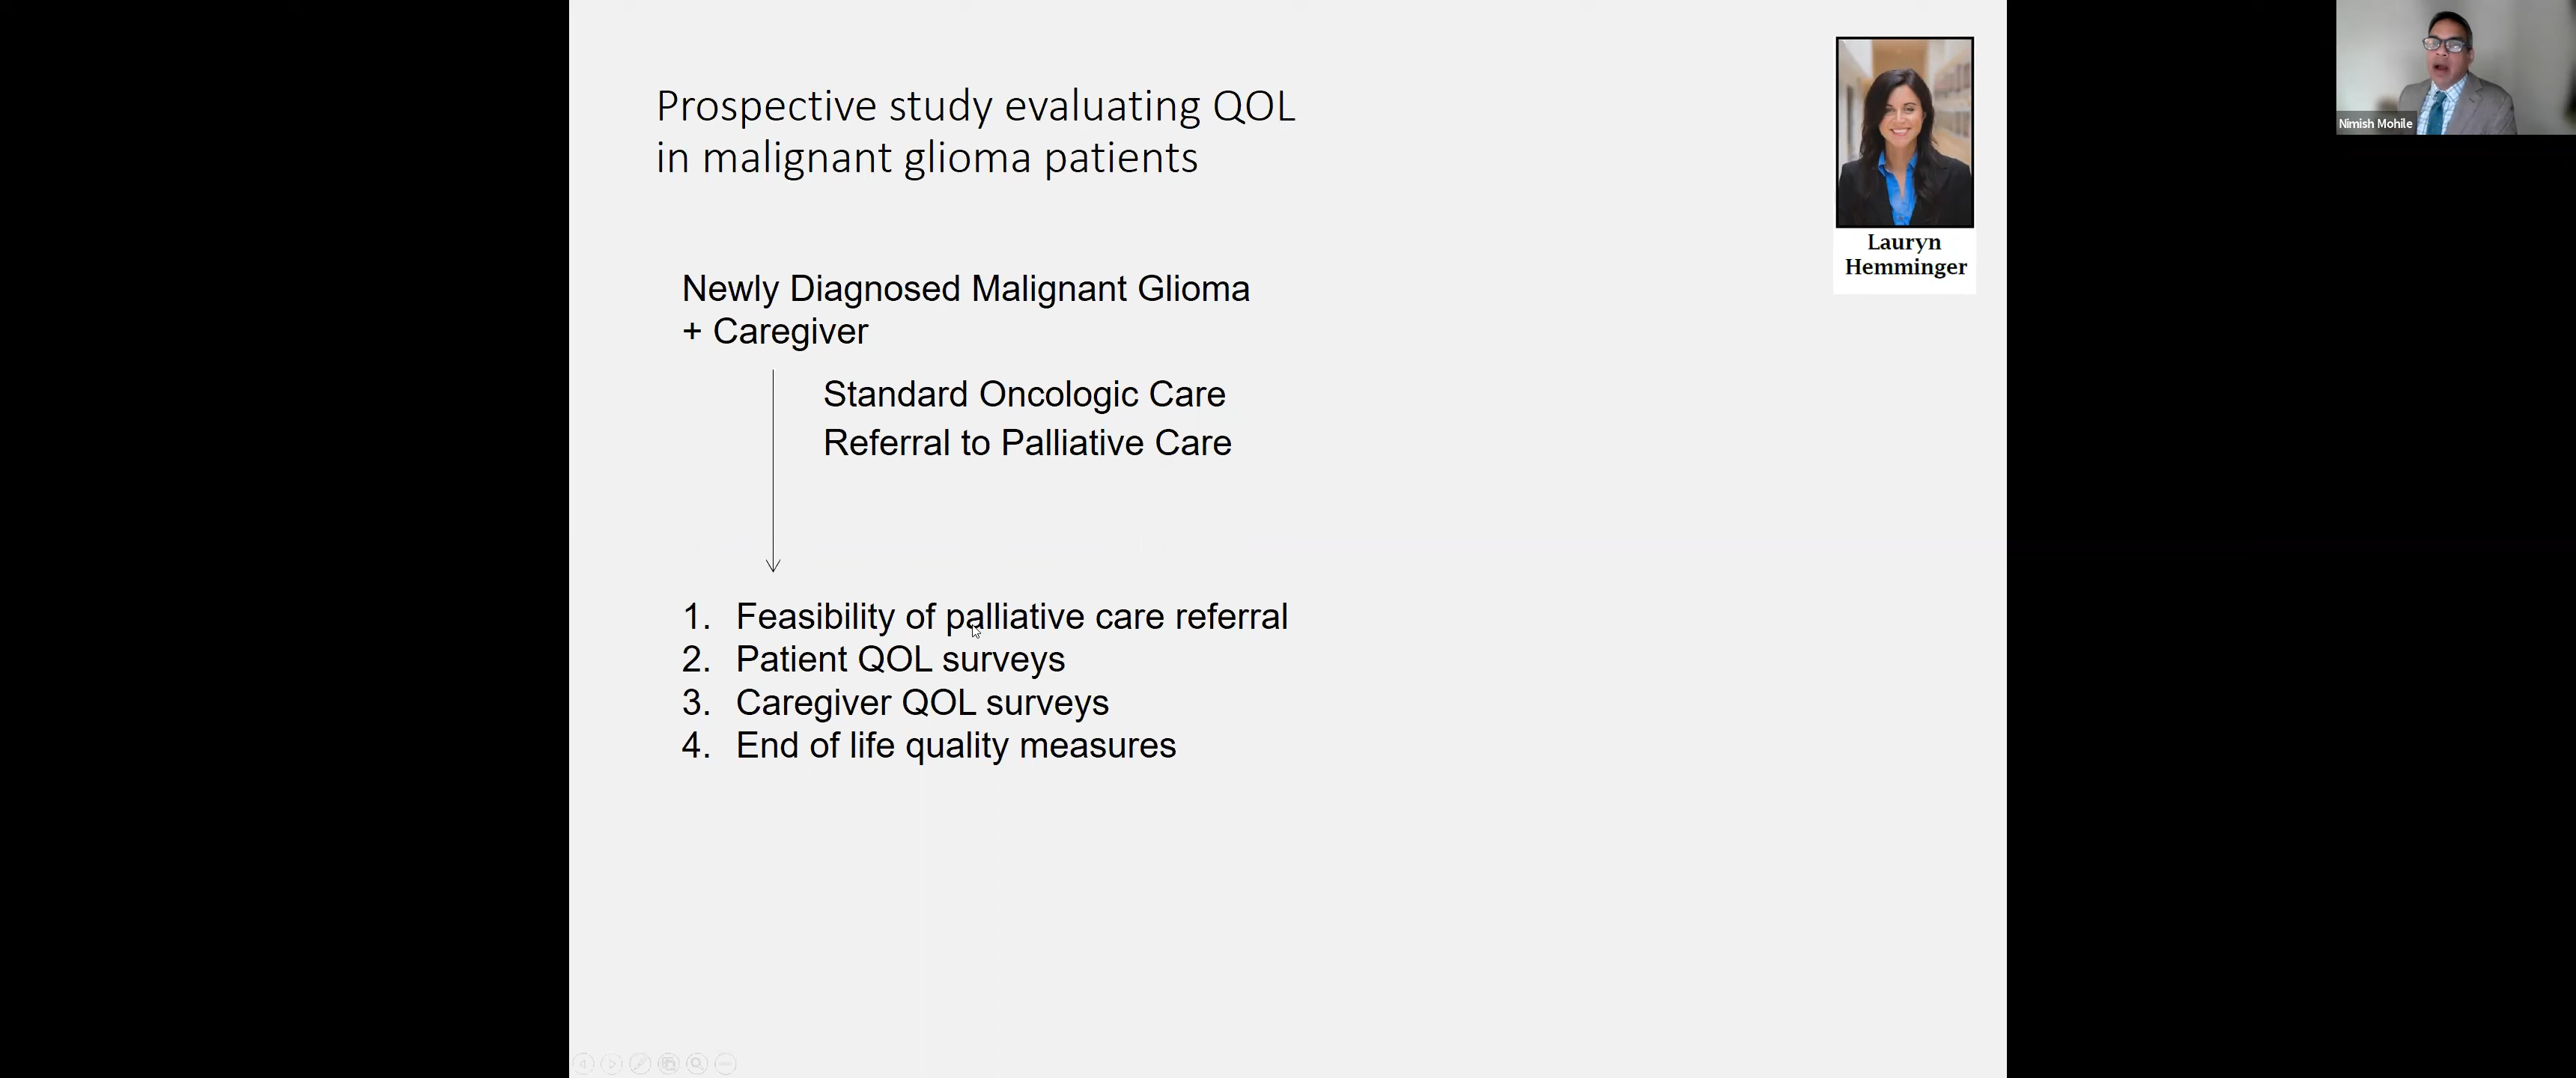 Prospective study evaluating QOL
in malignant glioma patients
Lauryn
Hemminger
Nimish Mohile
Newly Diagnosed Malignant Glioma
+ Caregiver
Standard Oncologic Care
Referral to Palliative Care
1. Feasibility of palliative care referral
2. Patient QOL surveys
3. Caregiver QOL surveys
4. End of life quality measures